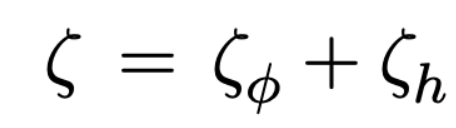 ζ = ζ_ϕ + ζ_h